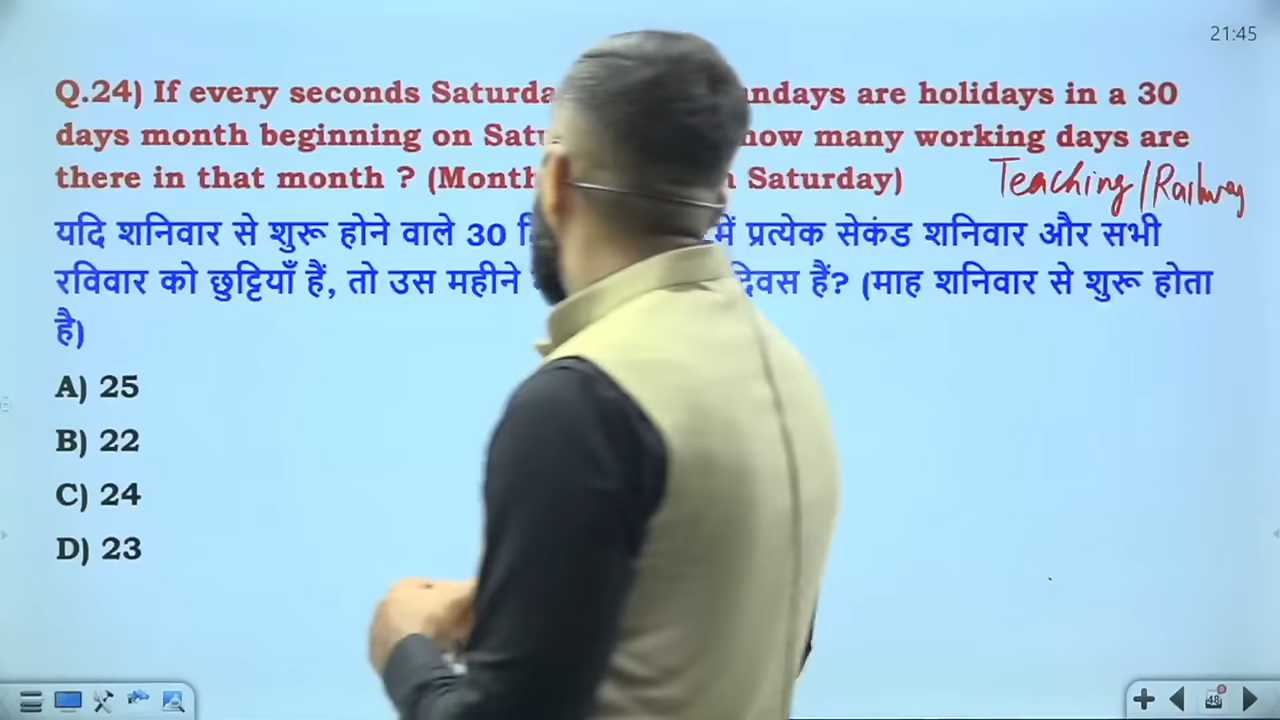 21:45
Q.24) If every seconds Saturda ndays are holidays in a 30
days month beginning on Satu how many working days are
there in that month ? (Month Saturday)
Teaching/Railway
यदि शनिवार से शुरू होने वाले 30 में प्रत्येक सेकंड शनिवार और सभी
रविवार को छुट्टियाँ हैं, तो उस महीने हैं? (माह शनिवार से शुरू होता
है)
A) 25
B) 22
C) 24
D) 23
48